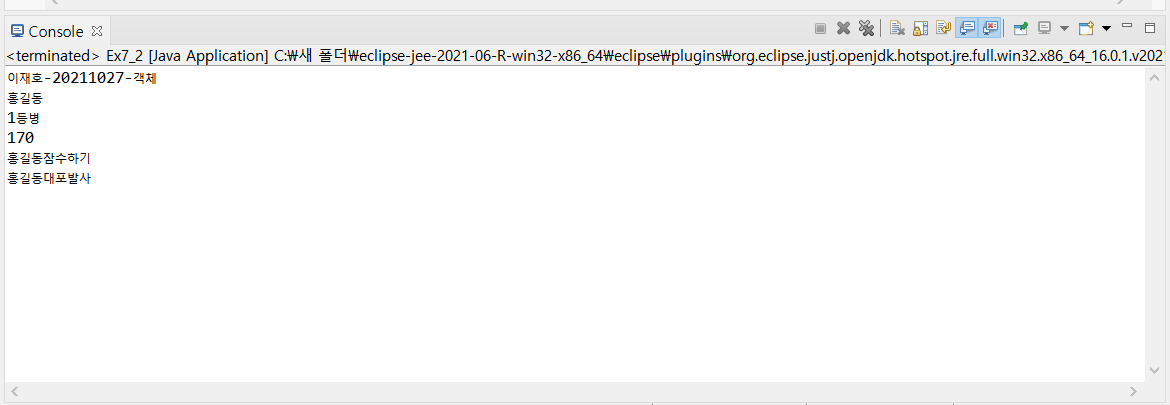 Console
<terminated> Ex7_2 [Java Application] C:₩새 폴더₩eclipse-jee-2021-06-R-win32-x86_64₩eclipse₩plugins₩org.eclipse.justj.openjdk.hotspot.jre.full.win32.x86_64_16.0.1.v2021
이재호-20211027-객체
홍길동
1등병
170
홍길동잠수하기
홍길동대포발사